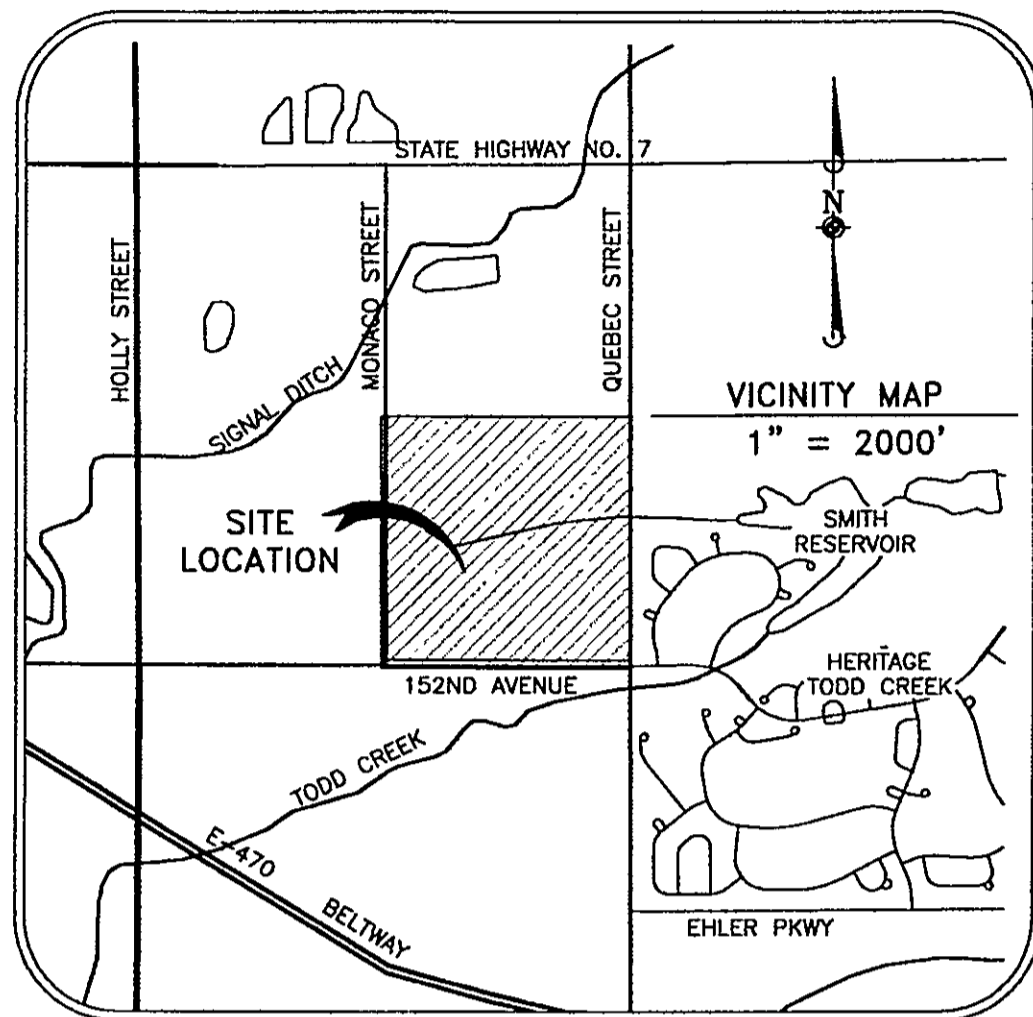 STATE HIGHWAY NO. 7
N
HOLLY STREET
MONACO STREET
QUEBEC STREET
SIGNAL DITCH
VICINITY MAP
1" = 2000'
SITE
LOCATION
SMITH
RESERVOIR
152ND AVENUE
HERITAGE
TODD CREEK
TODD CREEK
E-470
BELTWAY
EHLER PKWY